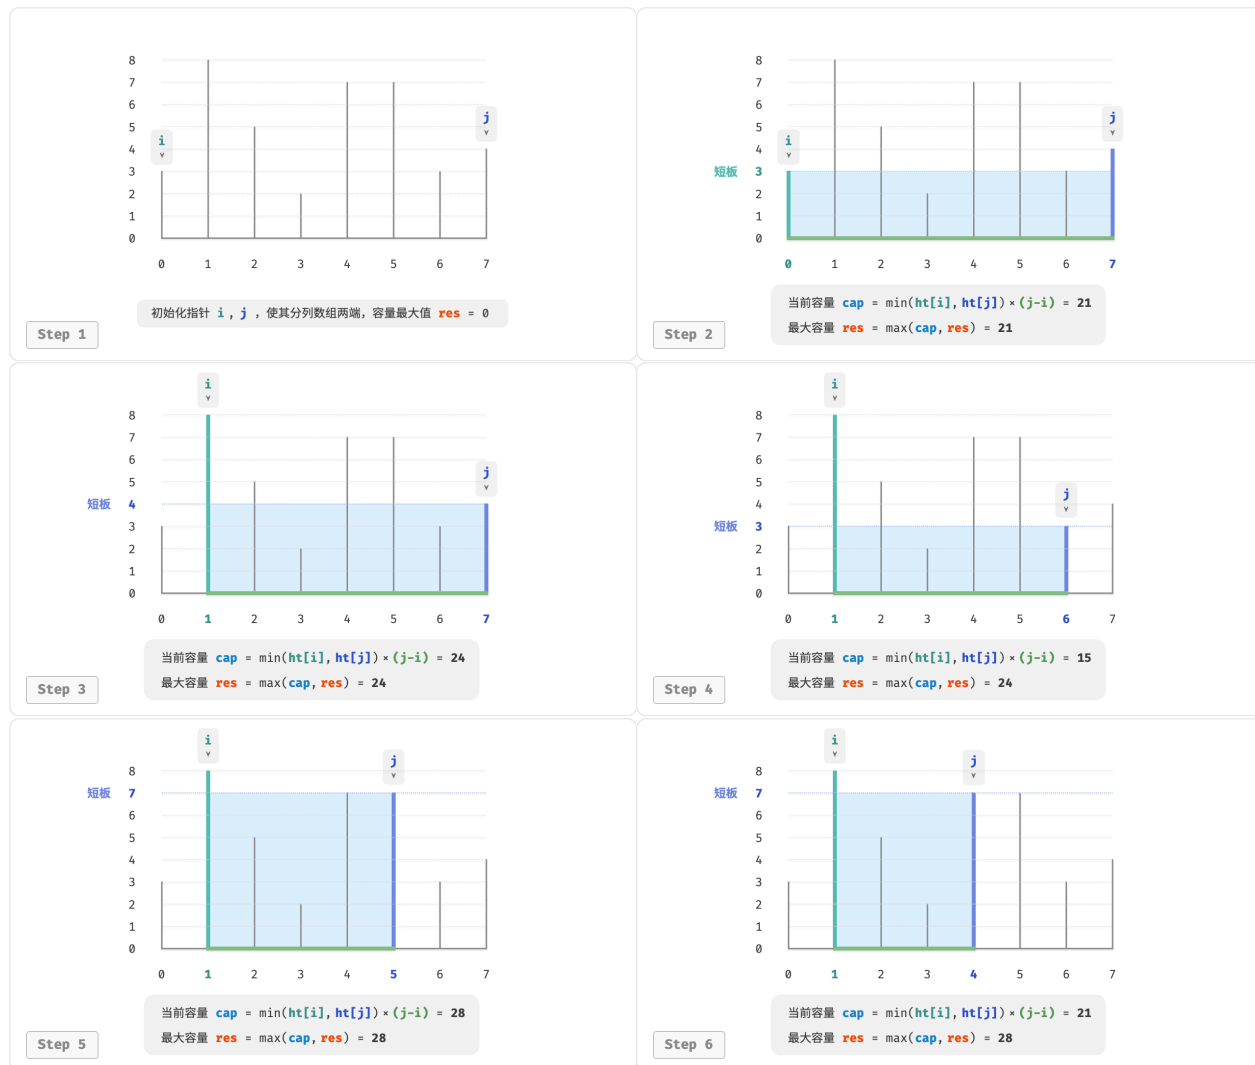 8
7
6
5
4
3
2
1
0
i
j
0 1 2 3 4 5 6 7
初始化指针 i , j ，使其分列数组两端，容量最大值 res = 0
Step 1
8
7
6
5
4
短板 3
2
1
0
i
j
0 1 2 3 4 5 6 7
当前容量 cap = min(ht[i], ht[j]) × (j-i) = 21
最大容量 res = max(cap, res) = 21
Step 2
i
8
7
6
5
短板 4
3
2
1
0
j
0 1 2 3 4 5 6 7
当前容量 cap = min(ht[i], ht[j]) × (j-i) = 24
最大容量 res = max(cap, res) = 24
Step 3
i
8
7
6
5
4
短板 3
2
1
0
j
0 1 2 3 4 5 6 7
当前容量 cap = min(ht[i], ht[j]) × (j-i) = 15
最大容量 res = max(cap, res) = 24
Step 4
i
j
8
短板 7
6
5
4
3
2
1
0
0 1 2 3 4 5 6 7
当前容量 cap = min(ht[i], ht[j]) × (j-i) = 28
最大容量 res = max(cap, res) = 28
Step 5
i
j
8
短板 7
6
5
4
3
2
1
0
0 1 2 3 4 5 6 7
当前容量 cap = min(ht[i], ht[j]) × (j-i) = 21
最大容量 res = max(cap, res) = 28
Step 6